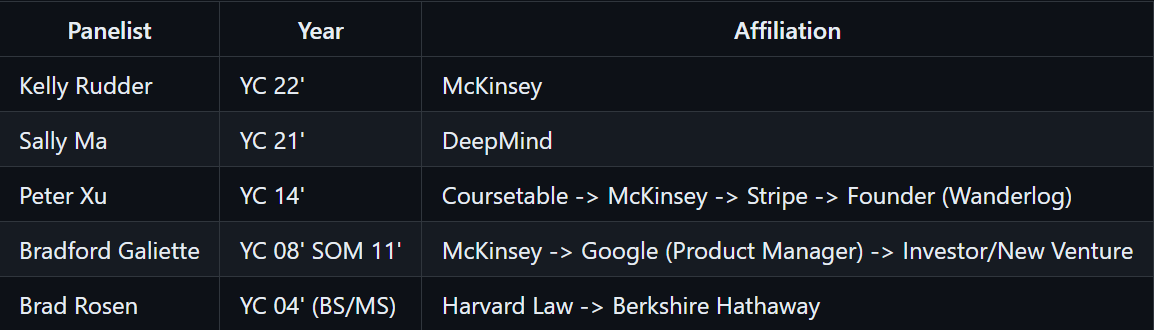 Panelist Year Affiliation
Kelly Rudder YC 22' McKinsey
Sally Ma YC 21' DeepMind
Peter Xu YC 14' Coursetable -> McKinsey -> Stripe -> Founder (Wanderlog)
Bradford Galiette YC 08' SOM 11' McKinsey -> Google (Product Manager) -> Investor/New Venture
Brad Rosen YC 04' (BS/MS) Harvard Law -> Berkshire Hathaway